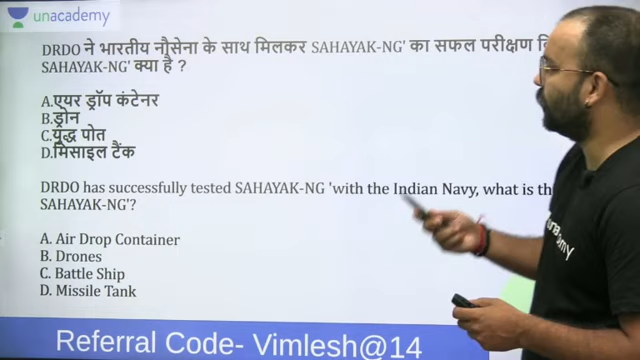 unacademy
DRDO ने भारतीय नौसेना के साथ मिलकर SAHAYAK-NG' का सफल परीक्षण
SAHAYAK-NG' क्या है ?
A.एयर ड्रॉप कंटेनर
B.ड्रोन
C.युद्ध पोत
D.मिसाइल टैंक
DRDO has successfully tested SAHAYAK-NG 'with the Indian Navy, what is
SAHAYAK-NG'?
A. Air Drop Container
B. Drones
C. Battle Ship
D. Missile Tank
Referral Code- Vimlesh@14